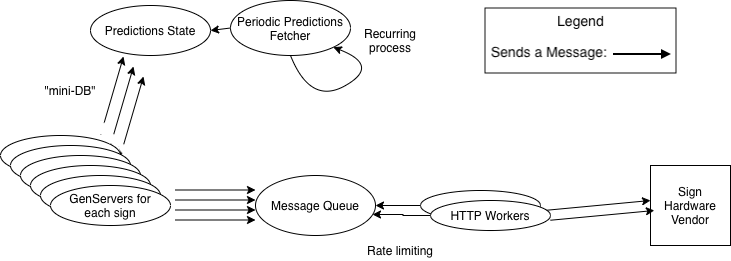 Predictions State
Periodic Predictions
Fetcher
Recurring
process
Legend
Sends a Message:
"mini-DB"
GenServers for
each sign
Message Queue
HTTP Workers
Sign
Hardware
Vendor
Rate limiting